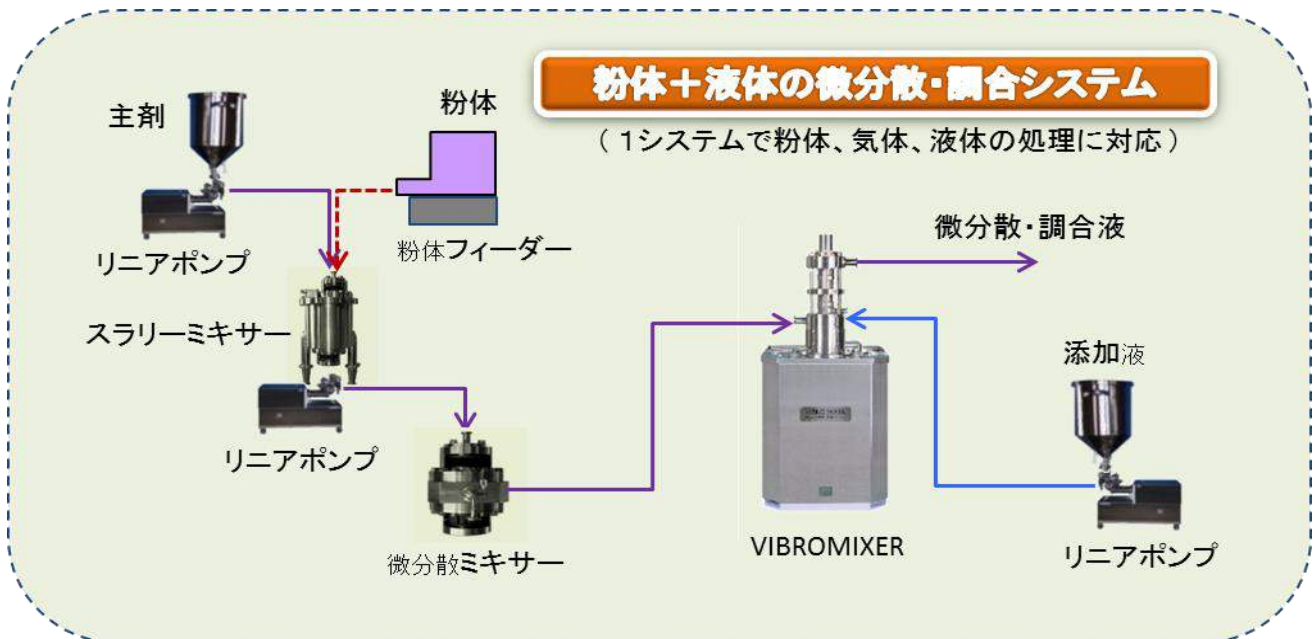 粉体＋液体の微分散・調合システム
（１システムで粉体、気体、液体の処理に対応）
主剤
粉体
リニアポンプ
粉体フィーダー
スラリーミキサー
リニアポンプ
微分散ミキサー
微分散・調合液
VIBROMIXER
添加液
リニアポンプ